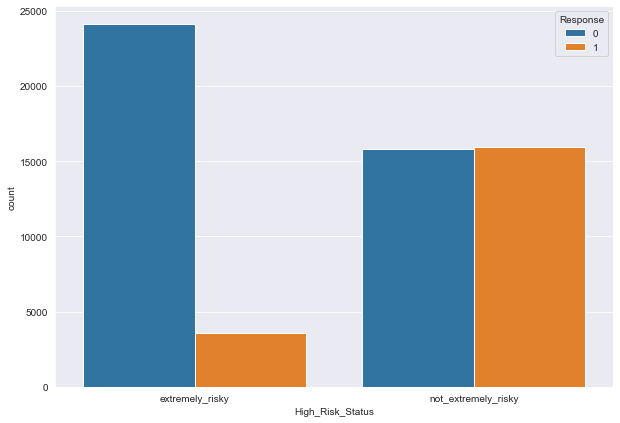 25000
20000
15000
10000
5000
0
count
extremely_risky
not_extremely_risky
High_Risk_Status
Response
0
1